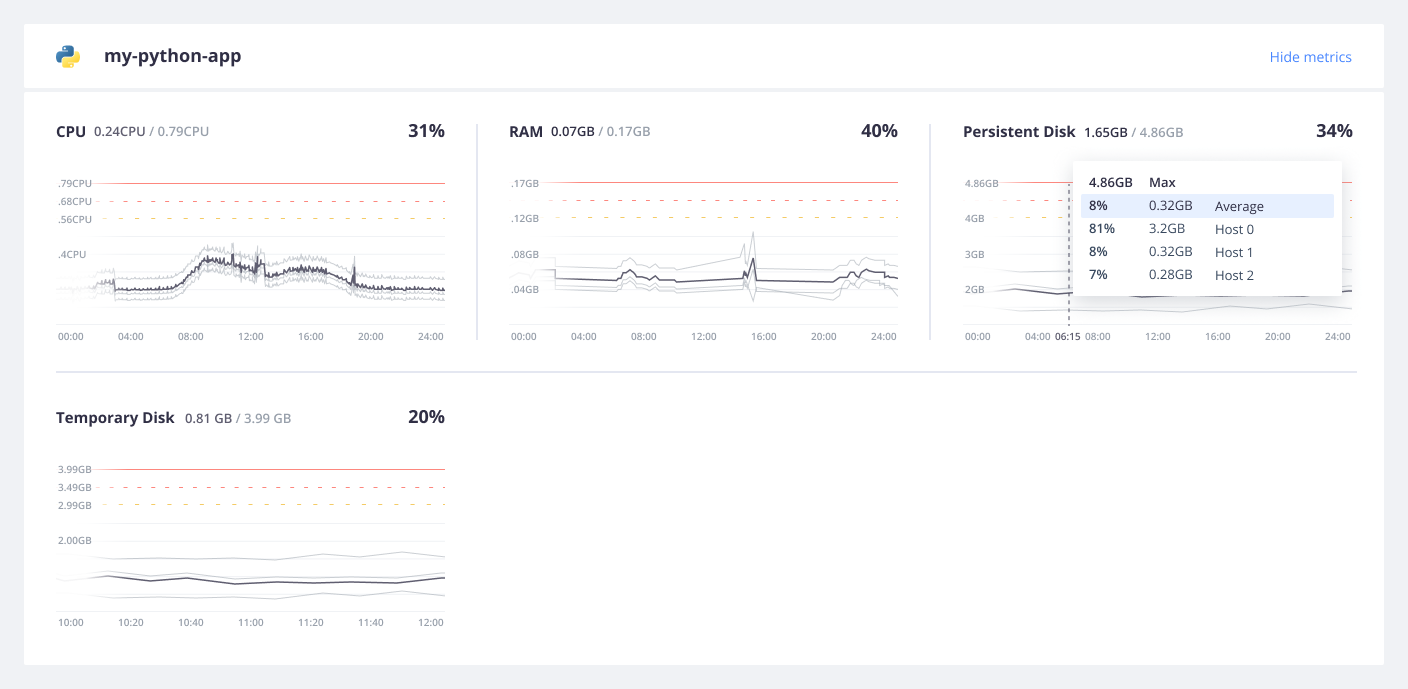 my-python-app
Hide metrics
CPU 0.24CPU / 0.79CPU 31%
.79CPU
.68CPU
.56CPU
.4CPU
00:00 04:00 08:00 12:00 16:00 20:00 24:00
RAM 0.07GB / 0.17GB 40%
.17GB
.12GB
.08GB
.04GB
00:00 04:00 08:00 12:00 16:00 20:00 24:00
Persistent Disk 1.65GB / 4.86GB 34%
4.86GB
4GB
3GB
2GB
4.86GB Max
8% 0.32GB Average
81% 3.2GB Host 0
8% 0.32GB Host 1
7% 0.28GB Host 2
00:00 04:00 06:15 08:00 12:00 16:00 20:00 24:00
Temporary Disk 0.81 GB / 3.99 GB 20%
3.99GB
3.49GB
2.99GB
2.00GB
10:00 10:20 10:40 11:00 11:20 11:40 12:00